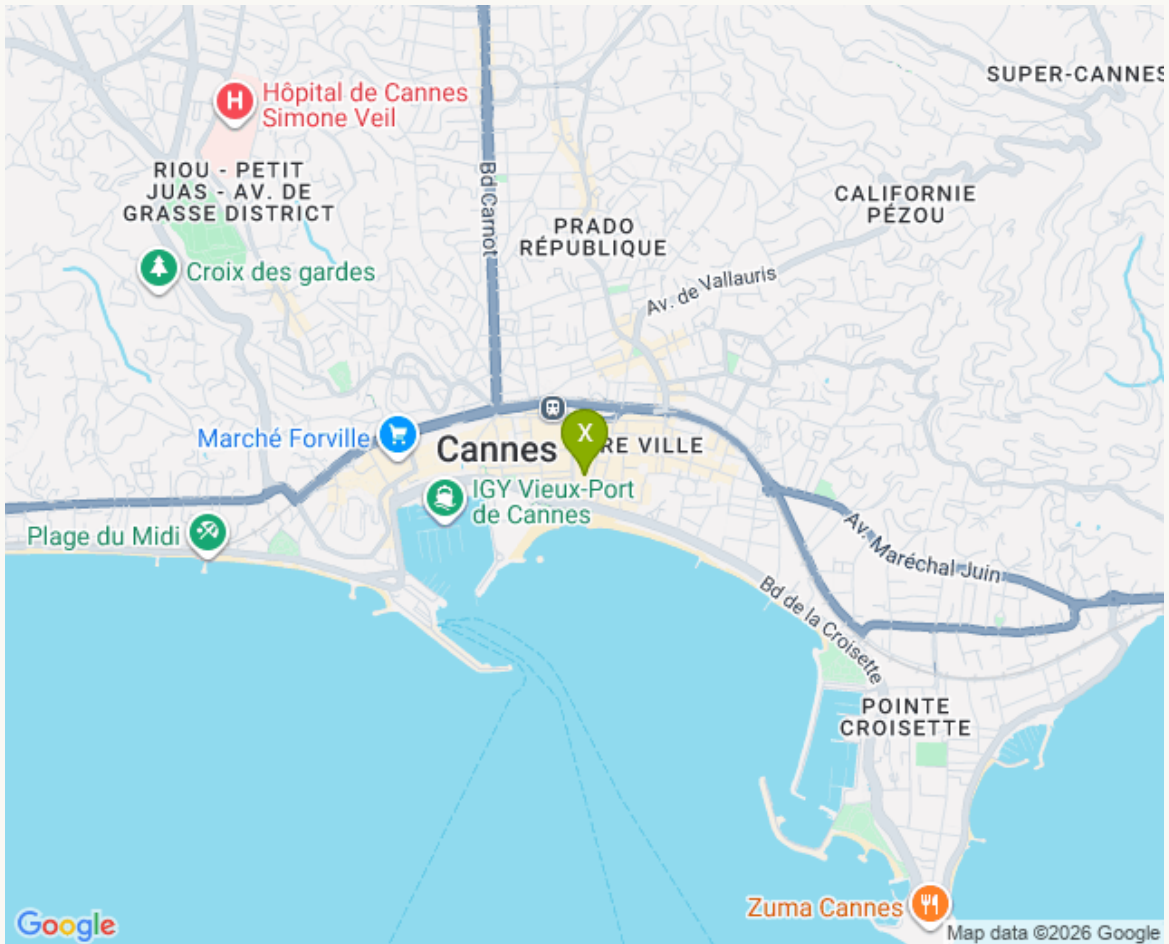 SUPER-CANNES
H
Hôpital de Cannes
Simone Veil
RIOU - PETIT
JUAS - AV. DE
GRASSE DISTRICT
Bd Carnot
CALIFORNIE
PÉZOU
PRADO
RÉPUBLIQUE
Croix des gardes
Av. de Vallauris
Marché Forville
Cannes
X
RE VILLE
IGY Vieux-Port
de Cannes
Plage du Midi
Av. Maréchal Juin
Bd de la Croisette
POINTE
CROISETTE
Zuma Cannes
Google
Map data ©2026 Google